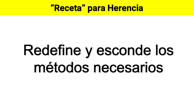 “Receta” para Herencia
Redefine y esconde los
métodos necesarios